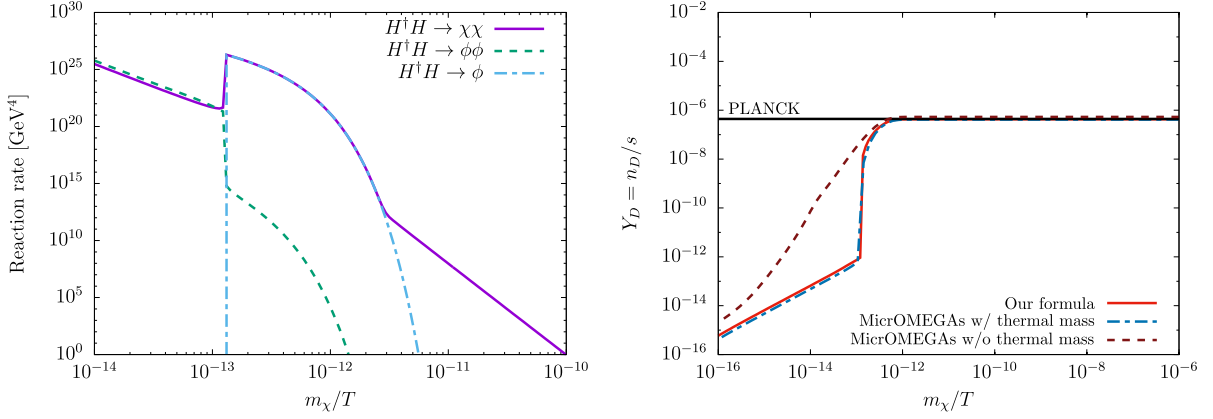 10^30
10^25
10^20
10^15
10^10
10^5
10^0
Reaction rate [GeV^4]
H^†H → χχ
H^†H → φφ
H^†H → φ
10^−14
10^−13
10^−12
10^−11
10^−10
m_χ/T
10^−2
10^−4
10^−6
10^−8
10^−10
10^−12
10^−14
10^−16
Y_D = n_D/s
PLANCK
Our formula
MicrOMEGAs w/ thermal mass
MicrOMEGAs w/o thermal mass
10^−16
10^−14
10^−12
10^−10
10^−8
10^−6
m_χ/T